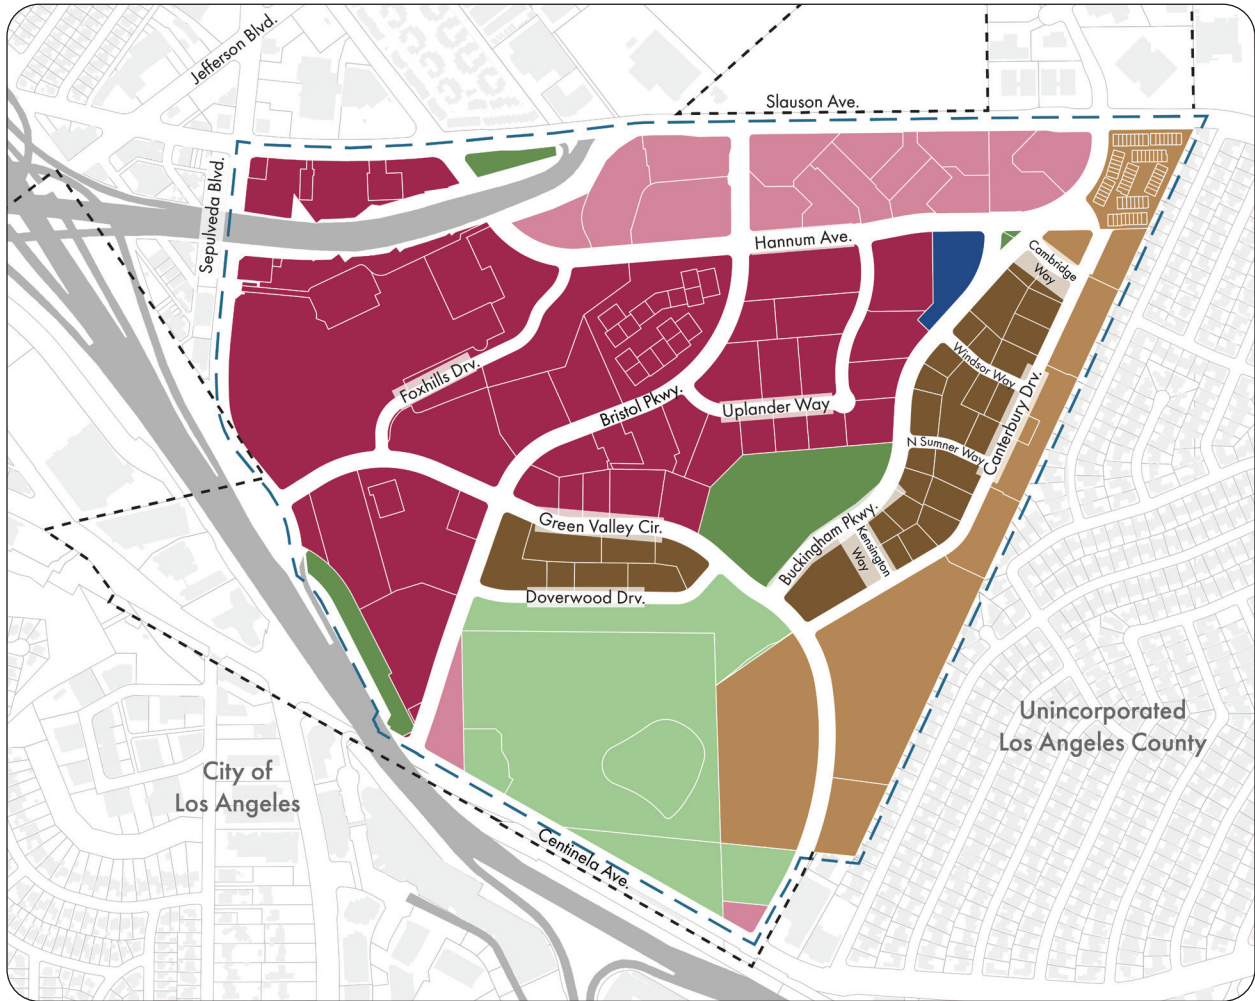 Jefferson Blvd.
Slauson Ave.
Sepulveda Blvd.
Hannum Ave.
Cambridge
Way
Foxhills Drv.
Windsor Way
Bristol Pkwy.
Uplander Way
Canterbury Drv.
N Sumner Way
Green Valley Cir.
Buckingham Pkwy.
Kensington
Way
Doverwood Drv.
Unincorporated
Los Angeles County
City of
Los Angeles
Centinela Ave.